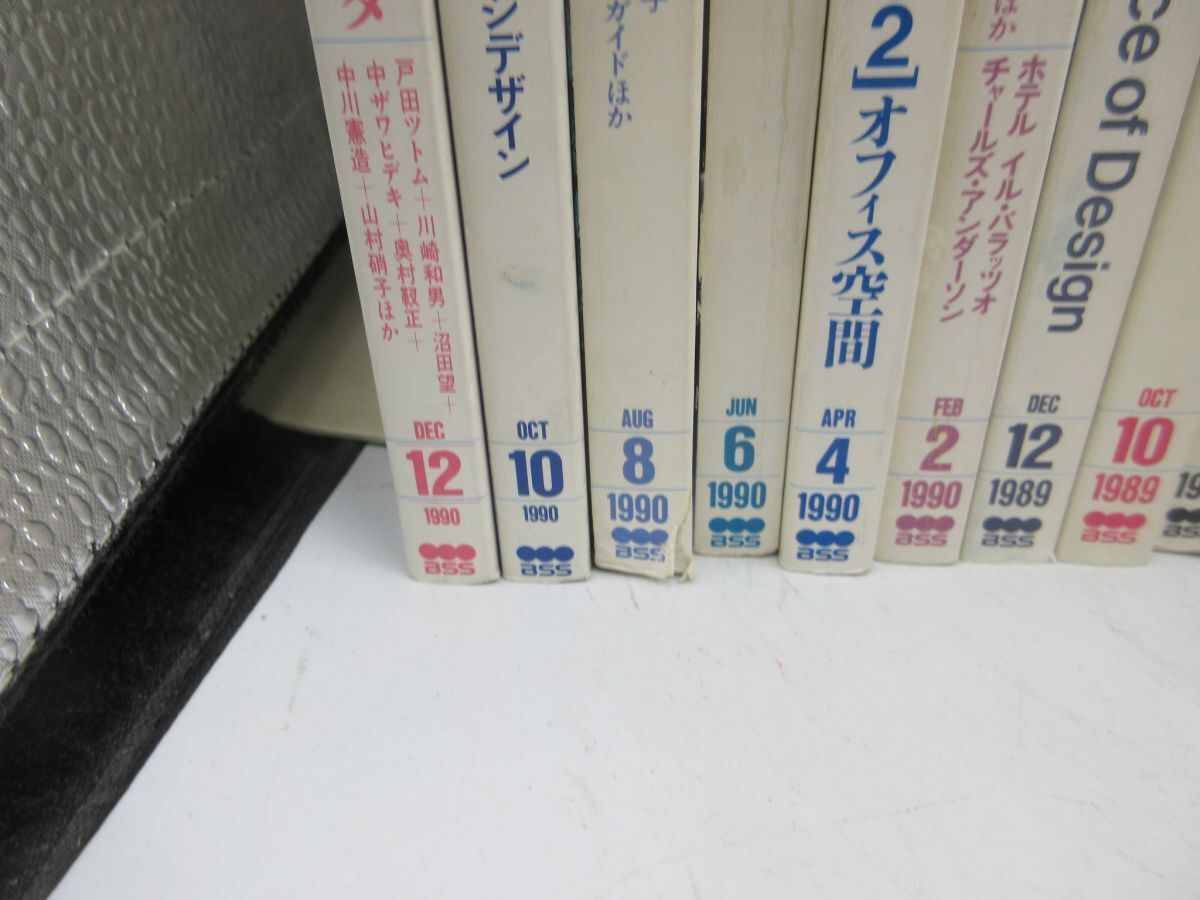 戸田ツトム＋川崎和男＋沼田望＋
中ザワヒデキ＋奥村靫正＋
中川憲造＋山村硝子ほか
DEC
12
1990
ass
シデザイン
OCT
10
1990
ass
ガイドほか
AUG
8
1990
ass
JUN
6
1990
ass
2]オフィス空間
APR
4
1990
ass
ほか
ホテル イル・パラッツオ
チャールズ・アンダーソン
FEB
2
1990
ass
ce of Design
DEC
12
1989
ass
OCT
10
1989
ass